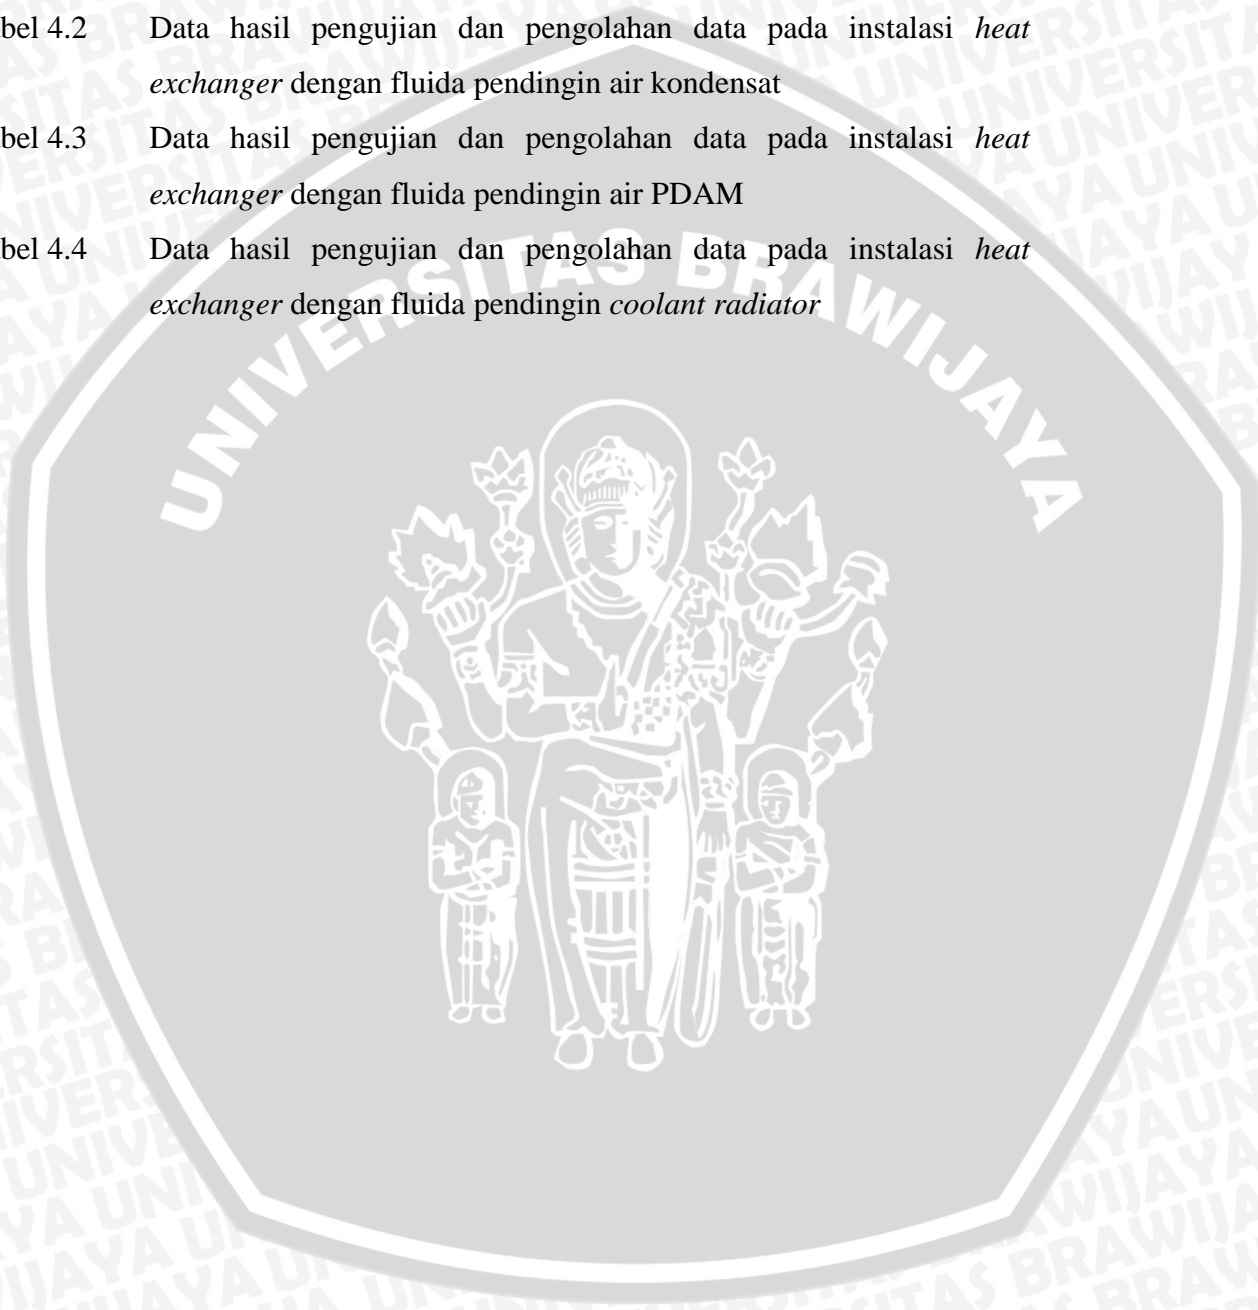 bel 4.2 Data hasil pengujian dan pengolahan data pada instalasi heat
exchanger dengan fluida pendingin air kondensat
bel 4.3 Data hasil pengujian dan pengolahan data pada instalasi heat
exchanger dengan fluida pendingin air PDAM
bel 4.4 Data hasil pengujian dan pengolahan data pada instalasi heat
exchanger dengan fluida pendingin coolant radiator
UNIVERSITAS BRAWIJAYA